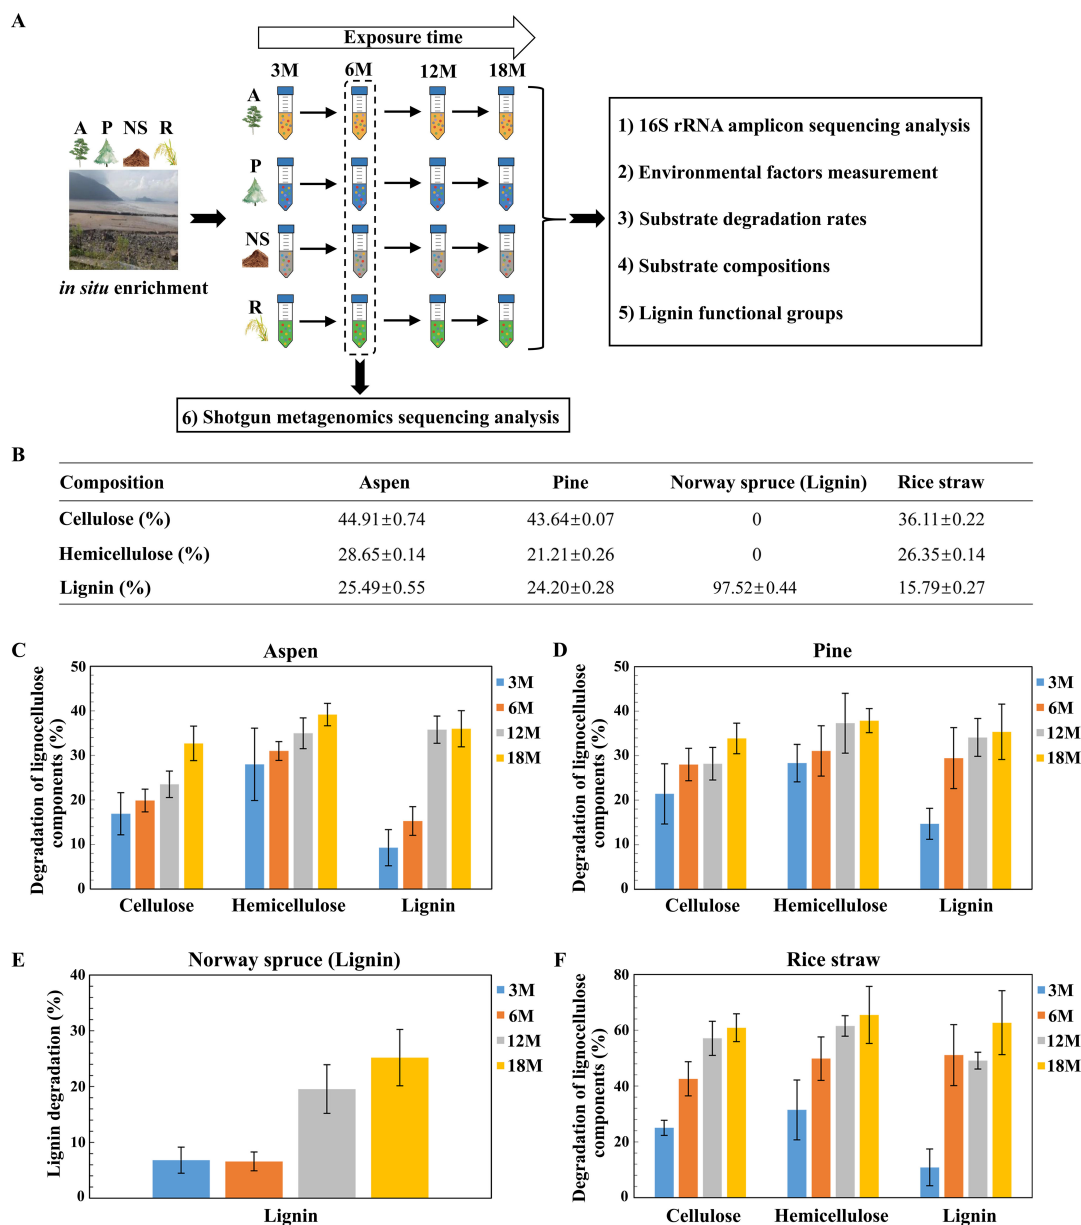 A
Exposure time
3M 6M 12M 18M
A
P
NS
R
A P NS R
in situ enrichment
1) 16S rRNA amplicon sequencing analysis
2) Environmental factors measurement
3) Substrate degradation rates
4) Substrate compositions
5) Lignin functional groups
6) Shotgun metagenomics sequencing analysis
B
Composition Aspen Pine Norway spruce (Lignin) Rice straw
Cellulose (%) 44.91±0.74 43.64±0.07 0 36.11±0.22
Hemicellulose (%) 28.65±0.14 21.21±0.26 0 26.35±0.14
Lignin (%) 25.49±0.55 24.20±0.28 97.52±0.44 15.79±0.27
C
Aspen
Degradation of lignocellulose
components (%)
50
40
30
20
10
0
Cellulose Hemicellulose Lignin
3M
6M
12M
18M
D
Pine
Degradation of lignocellulose
components (%)
50
40
30
20
10
0
Cellulose Hemicellulose Lignin
3M
6M
12M
18M
E
Norway spruce (Lignin)
Lignin degradation (%)
40
30
20
10
0
Lignin
3M
6M
12M
18M
F
Rice straw
Degradation of lignocellulose
components (%)
80
60
40
20
0
Cellulose Hemicellulose Lignin
3M
6M
12M
18M